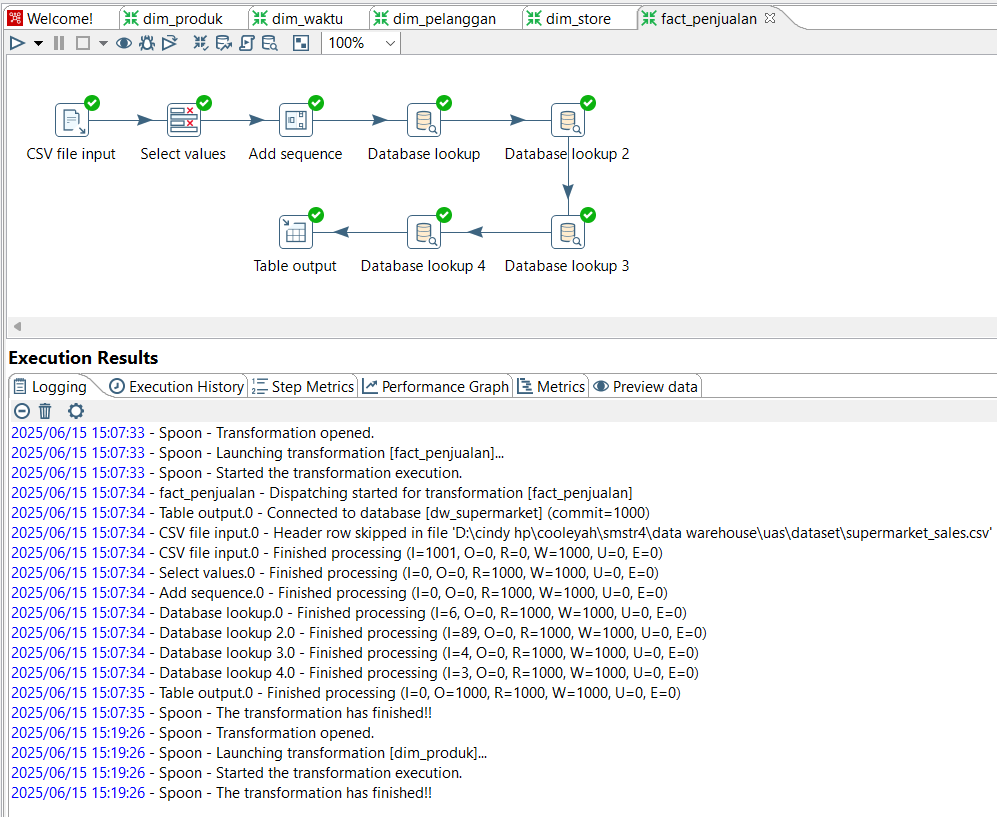 Welcome! dim_produk dim_waktu dim_pelanggan dim_store fact_penjualan
100%
CSV file input Select values Add sequence Database lookup Database lookup 2
Table output Database lookup 4 Database lookup 3
Execution Results
Logging Execution History Step Metrics Performance Graph Metrics Preview data
2025/06/15 15:07:33 - Spoon - Transformation opened.
2025/06/15 15:07:33 - Spoon - Launching transformation [fact_penjualan]...
2025/06/15 15:07:33 - Spoon - Started the transformation execution.
2025/06/15 15:07:34 - fact_penjualan - Dispatching started for transformation [fact_penjualan]
2025/06/15 15:07:34 - Table output.0 - Connected to database [dw_supermarket] (commit=1000)
2025/06/15 15:07:34 - CSV file input.0 - Header row skipped in file 'D:\cindy hp\cooleyah\smstr4\data warehouse\uas\dataset\supermarket_sales.csv'
2025/06/15 15:07:34 - CSV file input.0 - Finished processing (I=1001, O=0, R=0, W=1000, U=0, E=0)
2025/06/15 15:07:34 - Select values.0 - Finished processing (I=0, O=0, R=1000, W=1000, U=0, E=0)
2025/06/15 15:07:34 - Add sequence.0 - Finished processing (I=0, O=0, R=1000, W=1000, U=0, E=0)
2025/06/15 15:07:34 - Database lookup.0 - Finished processing (I=6, O=0, R=1000, W=1000, U=0, E=0)
2025/06/15 15:07:34 - Database lookup 2.0 - Finished processing (I=89, O=0, R=1000, W=1000, U=0, E=0)
2025/06/15 15:07:34 - Database lookup 3.0 - Finished processing (I=4, O=0, R=1000, W=1000, U=0, E=0)
2025/06/15 15:07:34 - Database lookup 4.0 - Finished processing (I=3, O=0, R=1000, W=1000, U=0, E=0)
2025/06/15 15:07:35 - Table output.0 - Finished processing (I=0, O=1000, R=1000, W=1000, U=0, E=0)
2025/06/15 15:07:35 - Spoon - The transformation has finished!!
2025/06/15 15:19:26 - Spoon - Transformation opened.
2025/06/15 15:19:26 - Spoon - Launching transformation [dim_produk]...
2025/06/15 15:19:26 - Spoon - Started the transformation execution.
2025/06/15 15:19:26 - Spoon - The transformation has finished!!